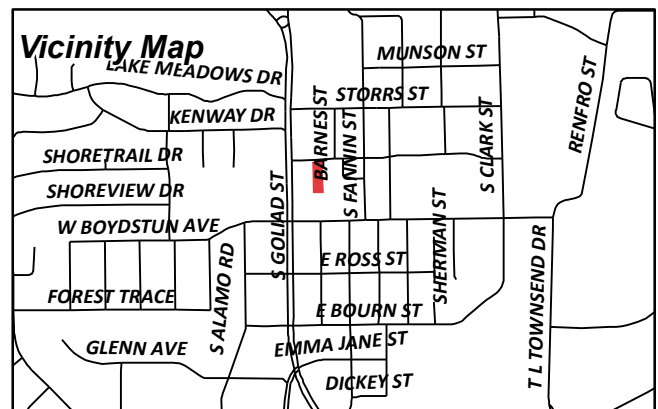 Vicinity Map
MUNSON ST
LAKE MEADOWS DR
STORRS ST
KENWAY DR
BARNES ST
S FANNIN ST
S CLARK ST
RENFRO ST
SHORETRAIL DR
SHOREVIEW DR
S GOLIAD ST
SHERMAN ST
W BOYDSTUN AVE
S ALAMO RD
E ROSS ST
T L TOWNSEND DR
FOREST TRACE
E BOURN ST
GLENN AVE
EMMA JANE ST
DICKEY ST